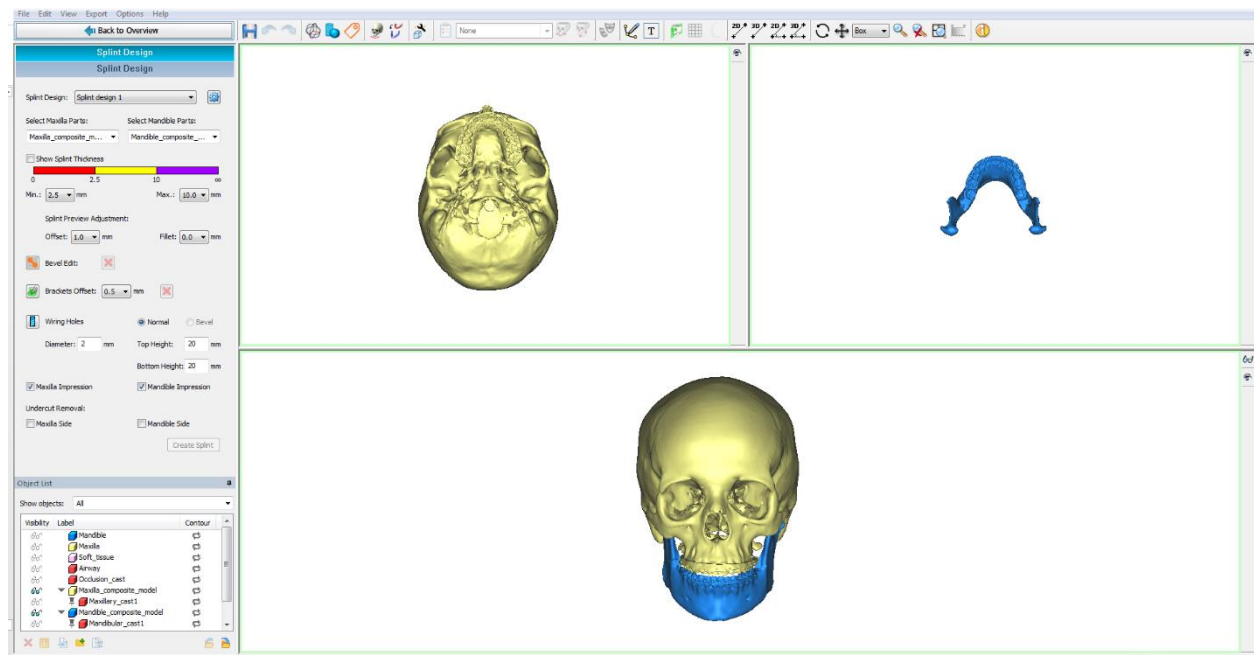 File Edit View Export Options Help
Back to Overview
None
T
2D 3D 2D 3D
Box
Splint Design
Splint Design
Splint Design: Splint design 1
Select Maxilla Parts: Select Mandible Parts:
Maxilla_composite_m... Mandible_composite_...
Show Splint Thickness
0 2.5 10 ∞
Min.: 2.5 mm Max.: 10.0 mm
Splint Preview Adjustment:
Offset: 1.0 mm Fillet: 0.0 mm
Bevel Edit:
Brackets Offset: 0.5 mm
Wiring Holes Normal Bevel
Diameter: 2 mm Top Height: 20 mm
Bottom Height: 20 mm
Maxilla Impression Mandible Impression
Undercut Removal:
Maxilla Side Mandible Side
Create Splint
Object List
Show objects: All
Visibility Label Contour
Mandible
Maxilla
Soft_tissue
Airway
Occlusion_cast
Maxilla_composite_model
Maxillary_cast1
Mandible_composite_model
Mandibular_cast1